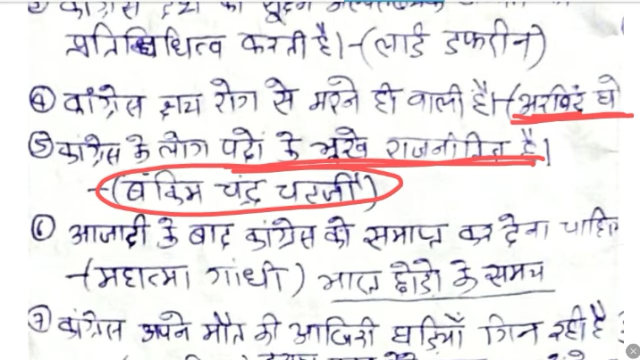 प्रतिनिधित्व करती है।-(लार्ड डफरीन)
④ कांग्रेस क्षय रोग से मरने ही वाली है।-(अरविंद घो
⑤ कांग्रेस के लोग पदों के भूखे राजनीतिज्ञ है।
-(बंकिम चंद्र चटर्जी)
⑥ आजादी के बाद कांग्रेस को समाप्त कर देना चाहिए
-(महात्मा गांधी) भारत छोडो के समय
⑦ कांग्रेस अपने मौत की आखिरी घडियाँ गिन रही है